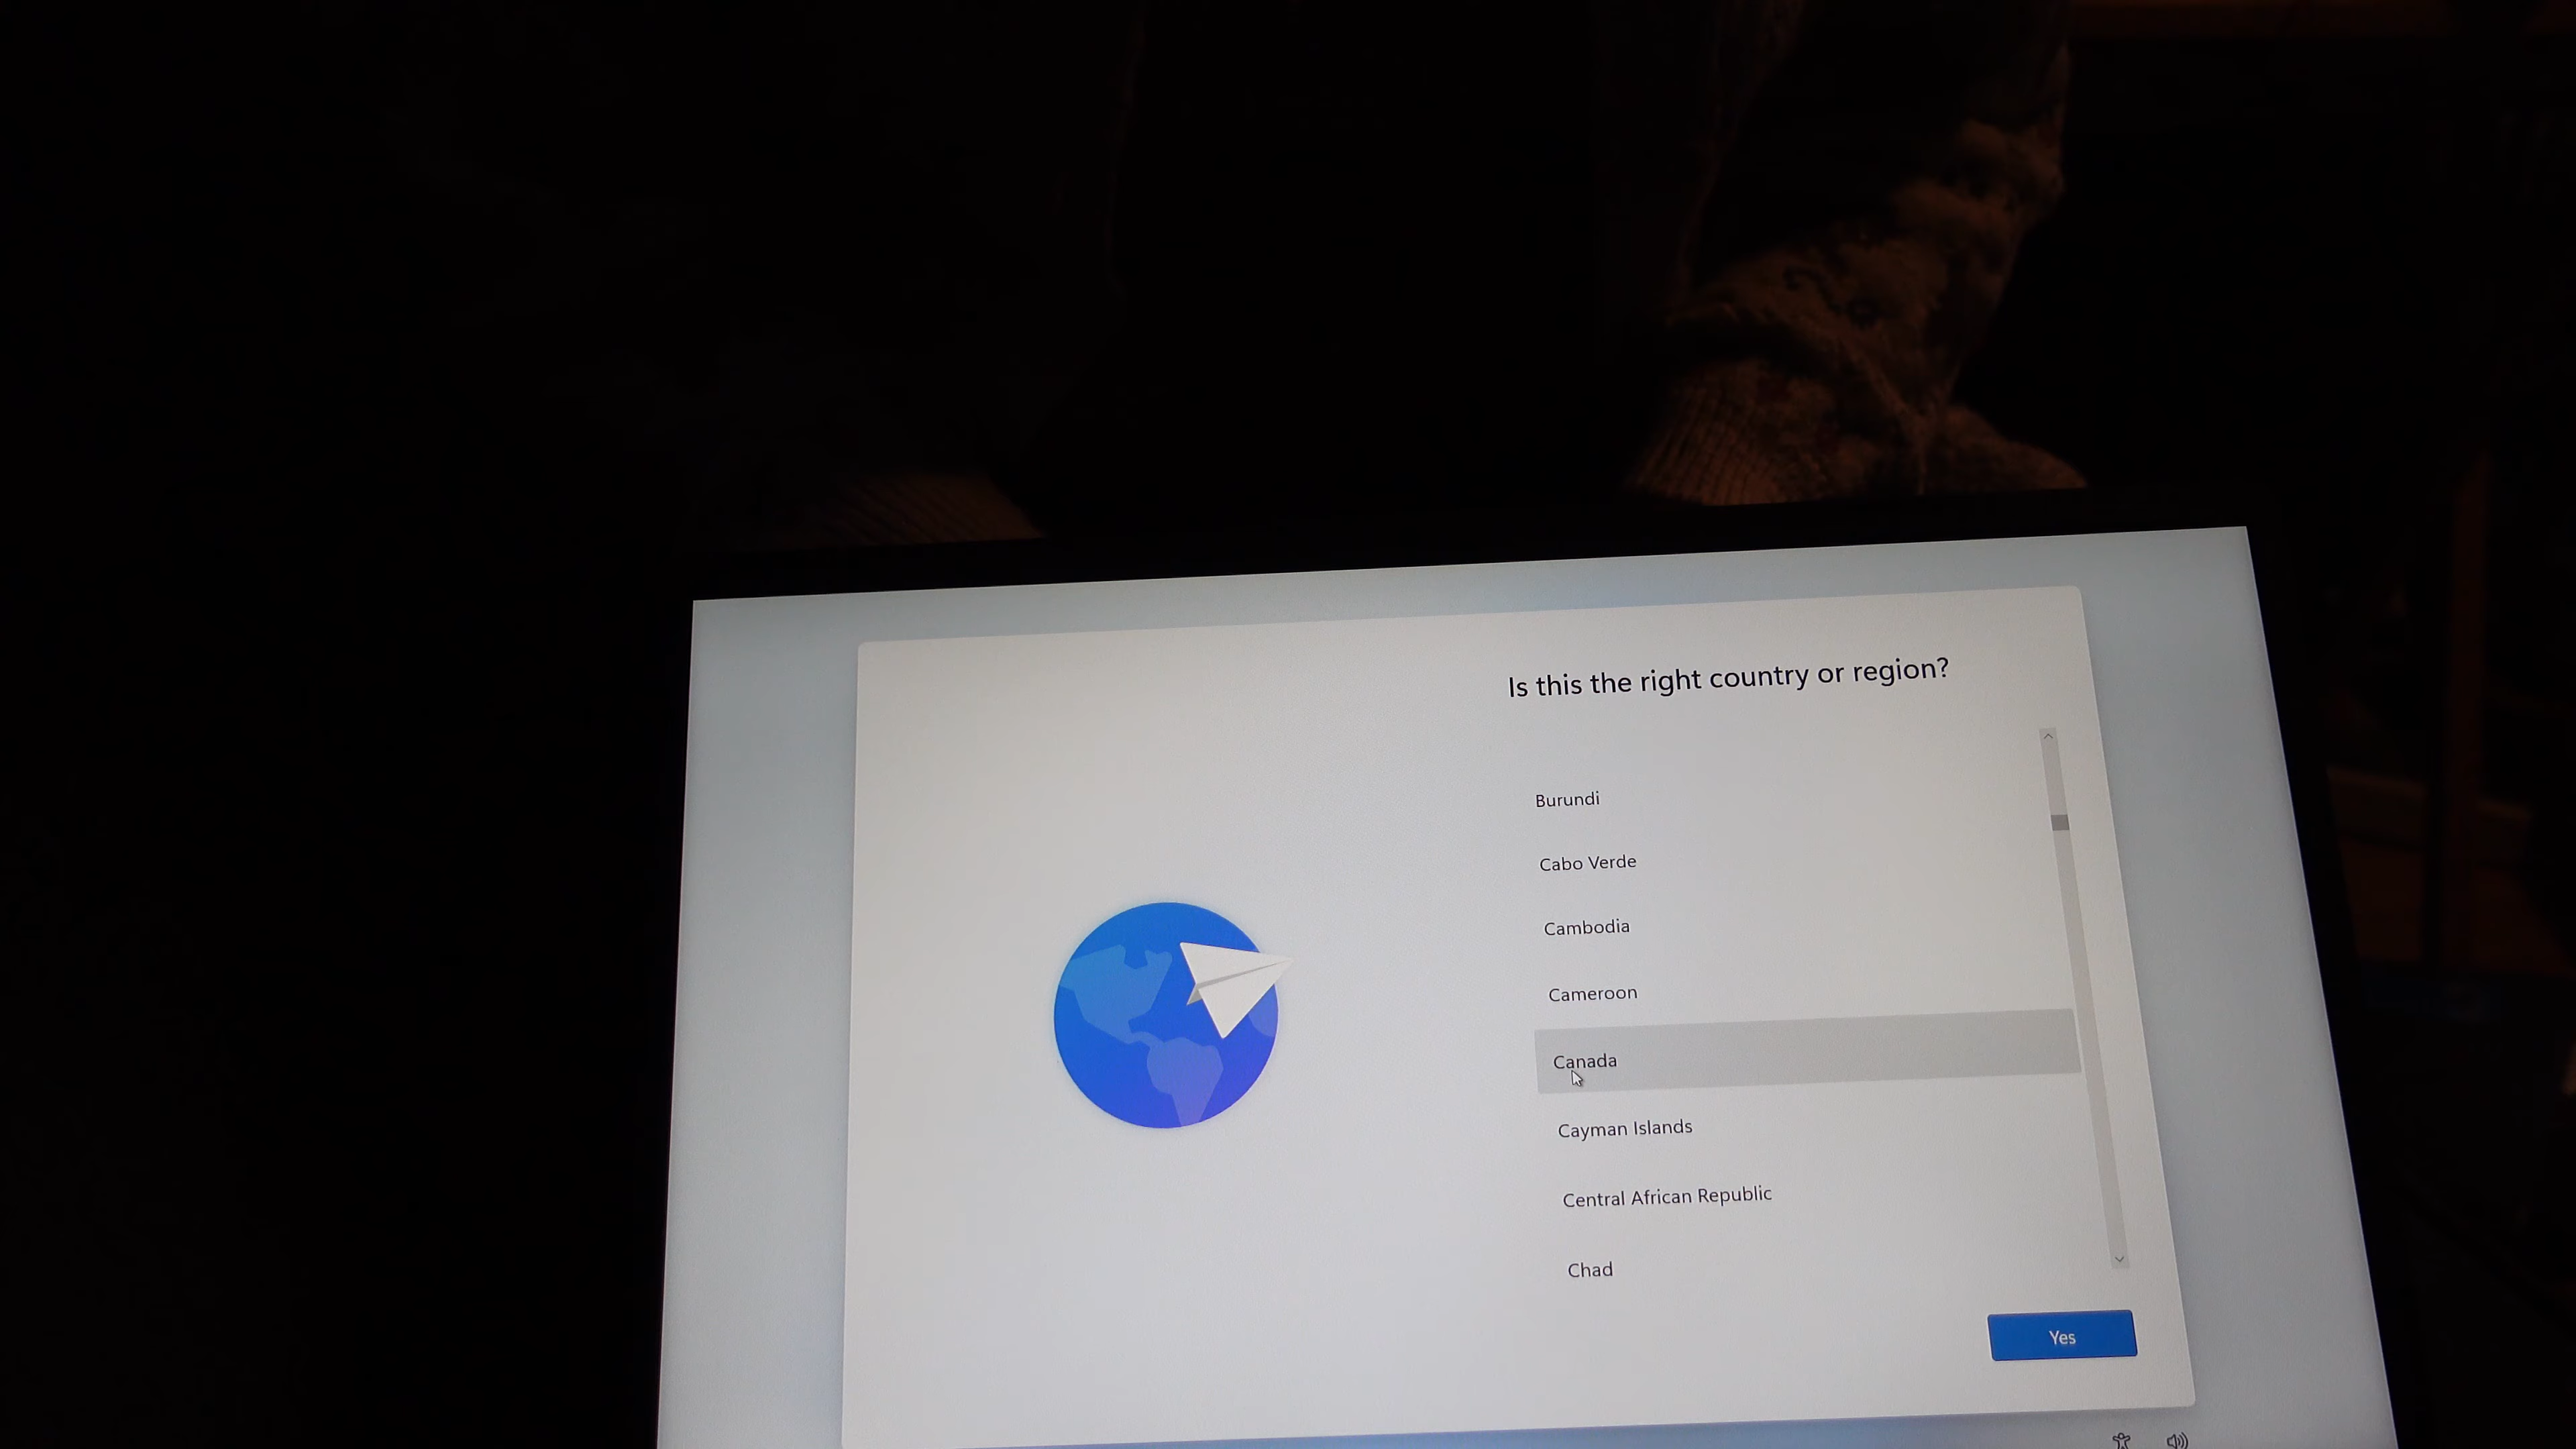 Is this the right country or region?
Burundi
Cabo Verde
Cambodia
Cameroon
Canada
Cayman Islands
Central African Republic
Chad
Yes